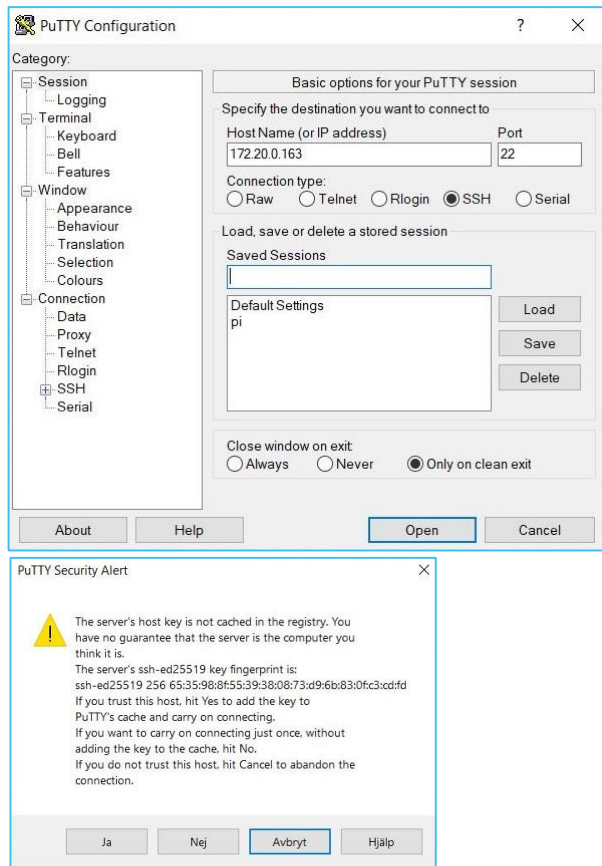 PuTTY Configuration
?
Category:
Session
Logging
Terminal
Keyboard
Bell
Features
Window
Appearance
Behaviour
Translation
Selection
Colours
Connection
Data
Proxy
Telnet
Rlogin
SSH
Serial
Basic options for your PuTTY session
Specify the destination you want to connect to
Host Name (or IP address) Port
172.20.0.163 22
Connection type:
Raw Telnet Rlogin SSH Serial
Load, save or delete a stored session
Saved Sessions
Default Settings
pi
Load
Save
Delete
Close window on exit:
Always Never Only on clean exit
About Help Open Cancel
PuTTY Security Alert
The server's host key is not cached in the registry. You
have no guarantee that the server is the computer you
think it is.
The server's ssh-ed25519 key fingerprint is:
ssh-ed25519 256 65:35:98:8f:55:39:38:08:73:d9:6b:83:0f:c3:cd:fd
If you trust this host, hit Yes to add the key to
PuTTY's cache and carry on connecting.
If you want to carry on connecting just once, without
adding the key to the cache, hit No.
If you do not trust this host, hit Cancel to abandon the
connection.
Ja Nej Avbryt Hjälp